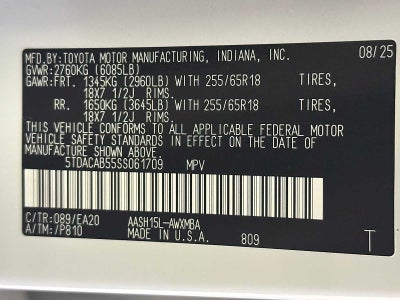 MFD.BY:TOYOTA MOTOR MANUFACTURING, INDIANA, INC. 08/25
GVWR:2760KG (6085LB)
GAWR:FRT. 1345KG (2960LB) WITH 255/65R18 TIRES,
18X7 1/2J RIMS.
RR. 1650KG (3645LB) WITH 255/65R18 TIRES,
18X7 1/2J RIMS.
THIS VEHICLE CONFORMS TO ALL APPLICABLE FEDERAL MOTOR
VEHICLE SAFETY STANDARDS IN EFFECT ON THE DATE OF
MANUFACTURE SHOWN ABOVE.
5TDACAB55SS061709 MPV
C/TR:089/EA20 AASH15L-AWXMBA
A/TM:/P810 MADE IN U.S.A. 809 T